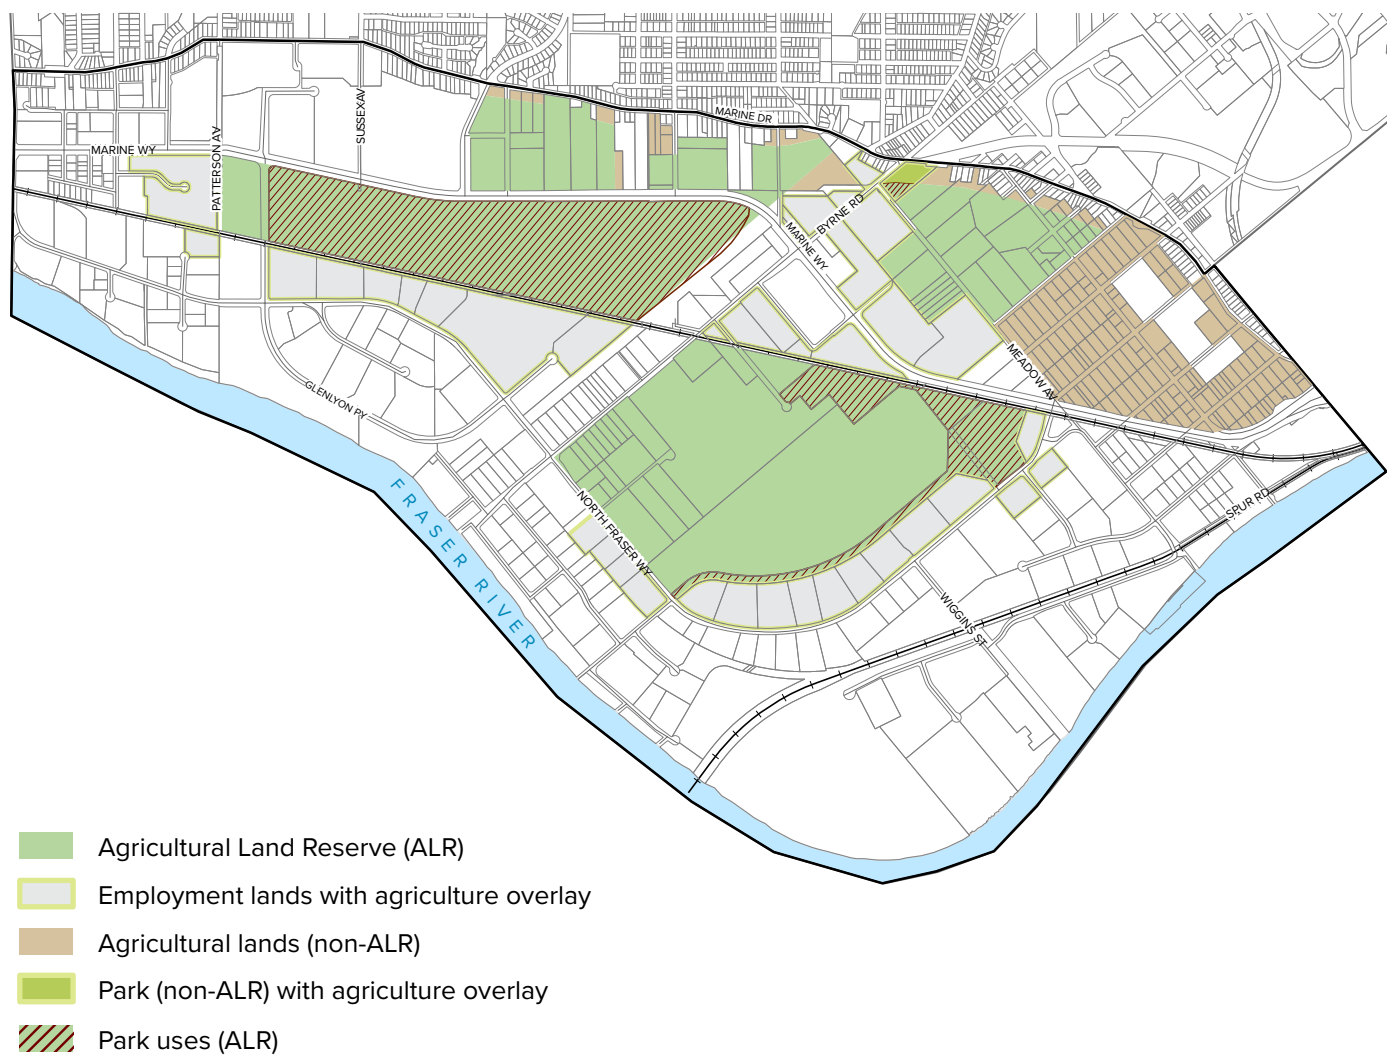 MARINE DR
SUSSEX AV
MARINE WY
PATTERSON AV
BYRNE RD
MARINE WY
MEADOW AV
GLENLYON PY
FRASER RIVER
NORTH FRASER WY
SPUR RD
WIGGINS ST
Agricultural Land Reserve (ALR)
Employment lands with agriculture overlay
Agricultural lands (non-ALR)
Park (non-ALR) with agriculture overlay
Park uses (ALR)